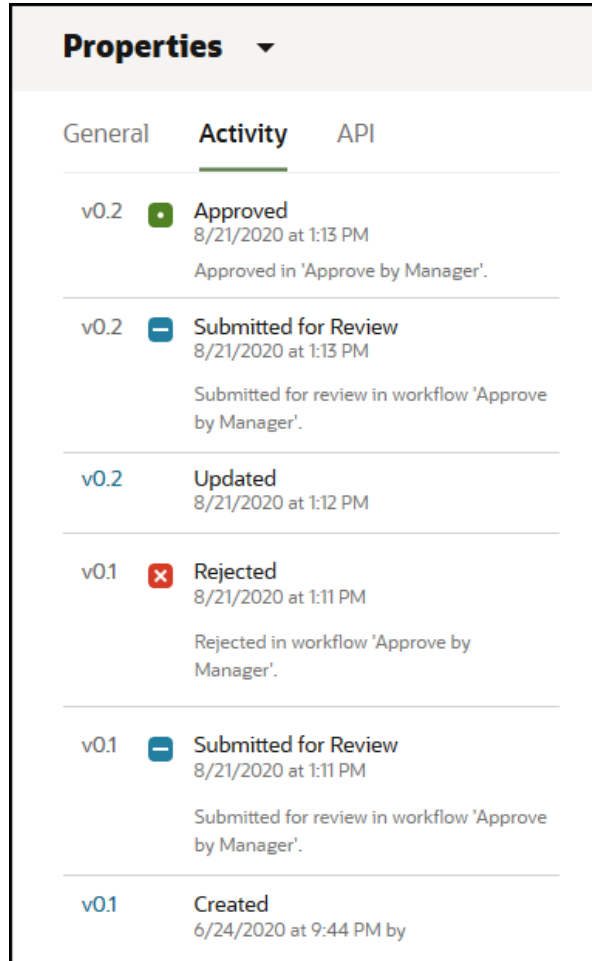 Properties
General Activity API
v0.2 Approved
8/21/2020 at 1:13 PM
Approved in 'Approve by Manager'.
v0.2 Submitted for Review
8/21/2020 at 1:13 PM
Submitted for review in workflow 'Approve
by Manager'.
v0.2 Updated
8/21/2020 at 1:12 PM
v0.1 Rejected
8/21/2020 at 1:11 PM
Rejected in workflow 'Approve by
Manager'.
v0.1 Submitted for Review
8/21/2020 at 1:11 PM
Submitted for review in workflow 'Approve
by Manager'.
v0.1 Created
6/24/2020 at 9:44 PM by